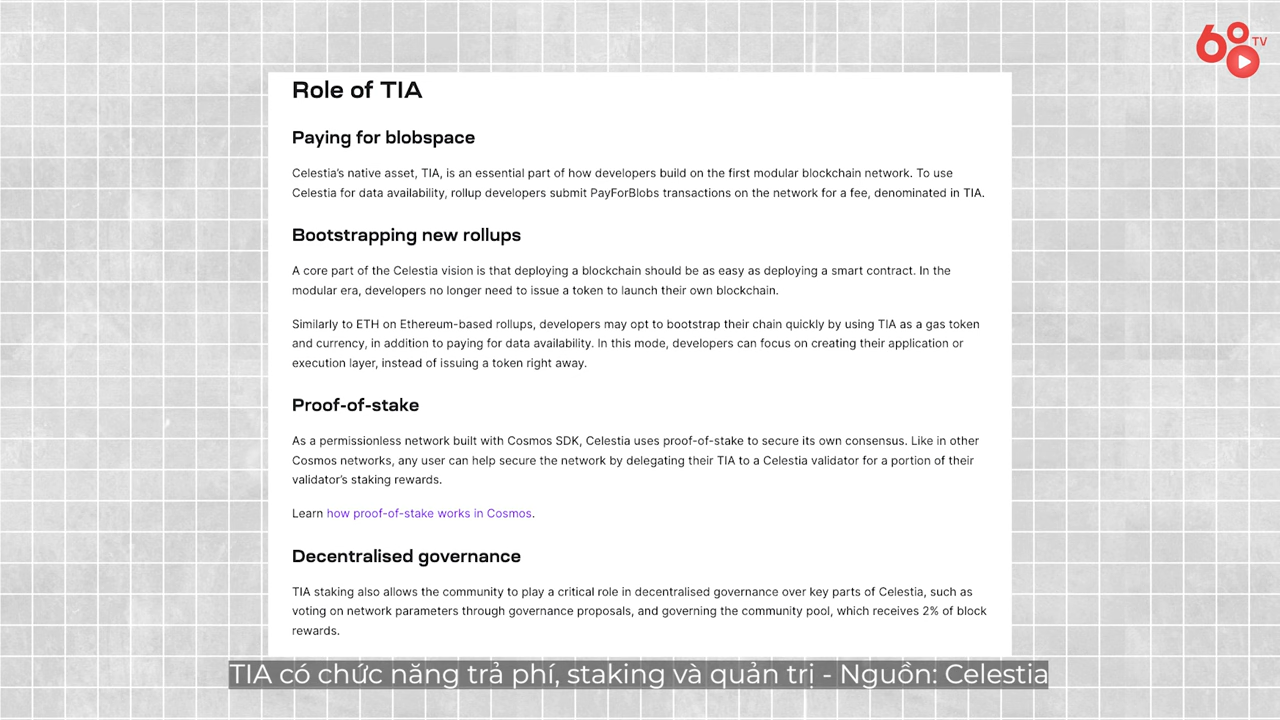 68 TV
Role of TIA
Paying for blobspace
Celestia's native asset, TIA, is an essential part of how developers build on the first modular blockchain network. To use
Celestia for data availability, rollup developers submit PayForBlobs transactions on the network for a fee, denominated in TIA.
Bootstrapping new rollups
A core part of the Celestia vision is that deploying a blockchain should be as easy as deploying a smart contract. In the
modular era, developers no longer need to issue a token to launch their own blockchain.
Similarly to ETH on Ethereum-based rollups, developers may opt to bootstrap their chain quickly by using TIA as a gas token
and currency, in addition to paying for data availability. In this mode, developers can focus on creating their application or
execution layer, instead of issuing a token right away.
Proof-of-stake
As a permissionless network built with Cosmos SDK, Celestia uses proof-of-stake to secure its own consensus. Like in other
Cosmos networks, any user can help secure the network by delegating their TIA to a Celestia validator for a portion of their
validator's staking rewards.
Learn how proof-of-stake works in Cosmos.
Decentralised governance
TIA staking also allows the community to play a critical role in decentralised governance over key parts of Celestia, such as
voting on network parameters through governance proposals, and governing the community pool, which receives 2% of block
rewards.
TIA có chức năng trả phí, staking và quản trị - Nguồn: Celestia